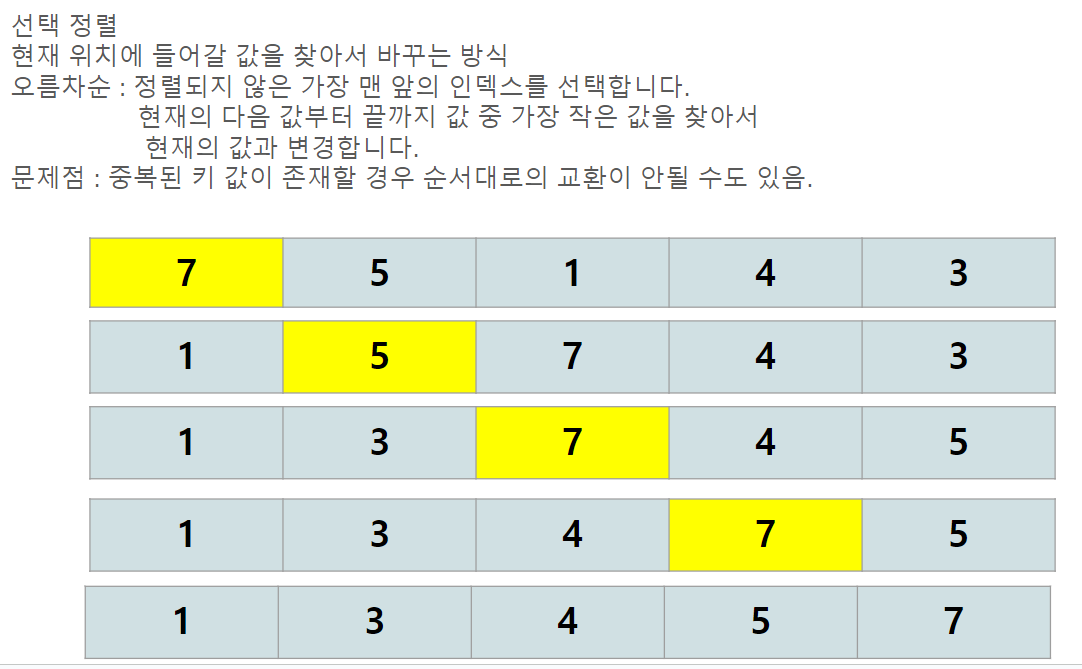 선택 정렬
현재 위치에 들어갈 값을 찾아서 바꾸는 방식
오름차순 : 정렬되지 않은 가장 맨 앞의 인덱스를 선택합니다.
현재의 다음 값부터 끝까지 값 중 가장 작은 값을 찾아서
현재의 값과 변경합니다.
문제점 : 중복된 키 값이 존재할 경우 순서대로의 교환이 안될 수도 있음.
7 5 1 4 3
1 5 7 4 3
1 3 7 4 5
1 3 4 7 5
1 3 4 5 7